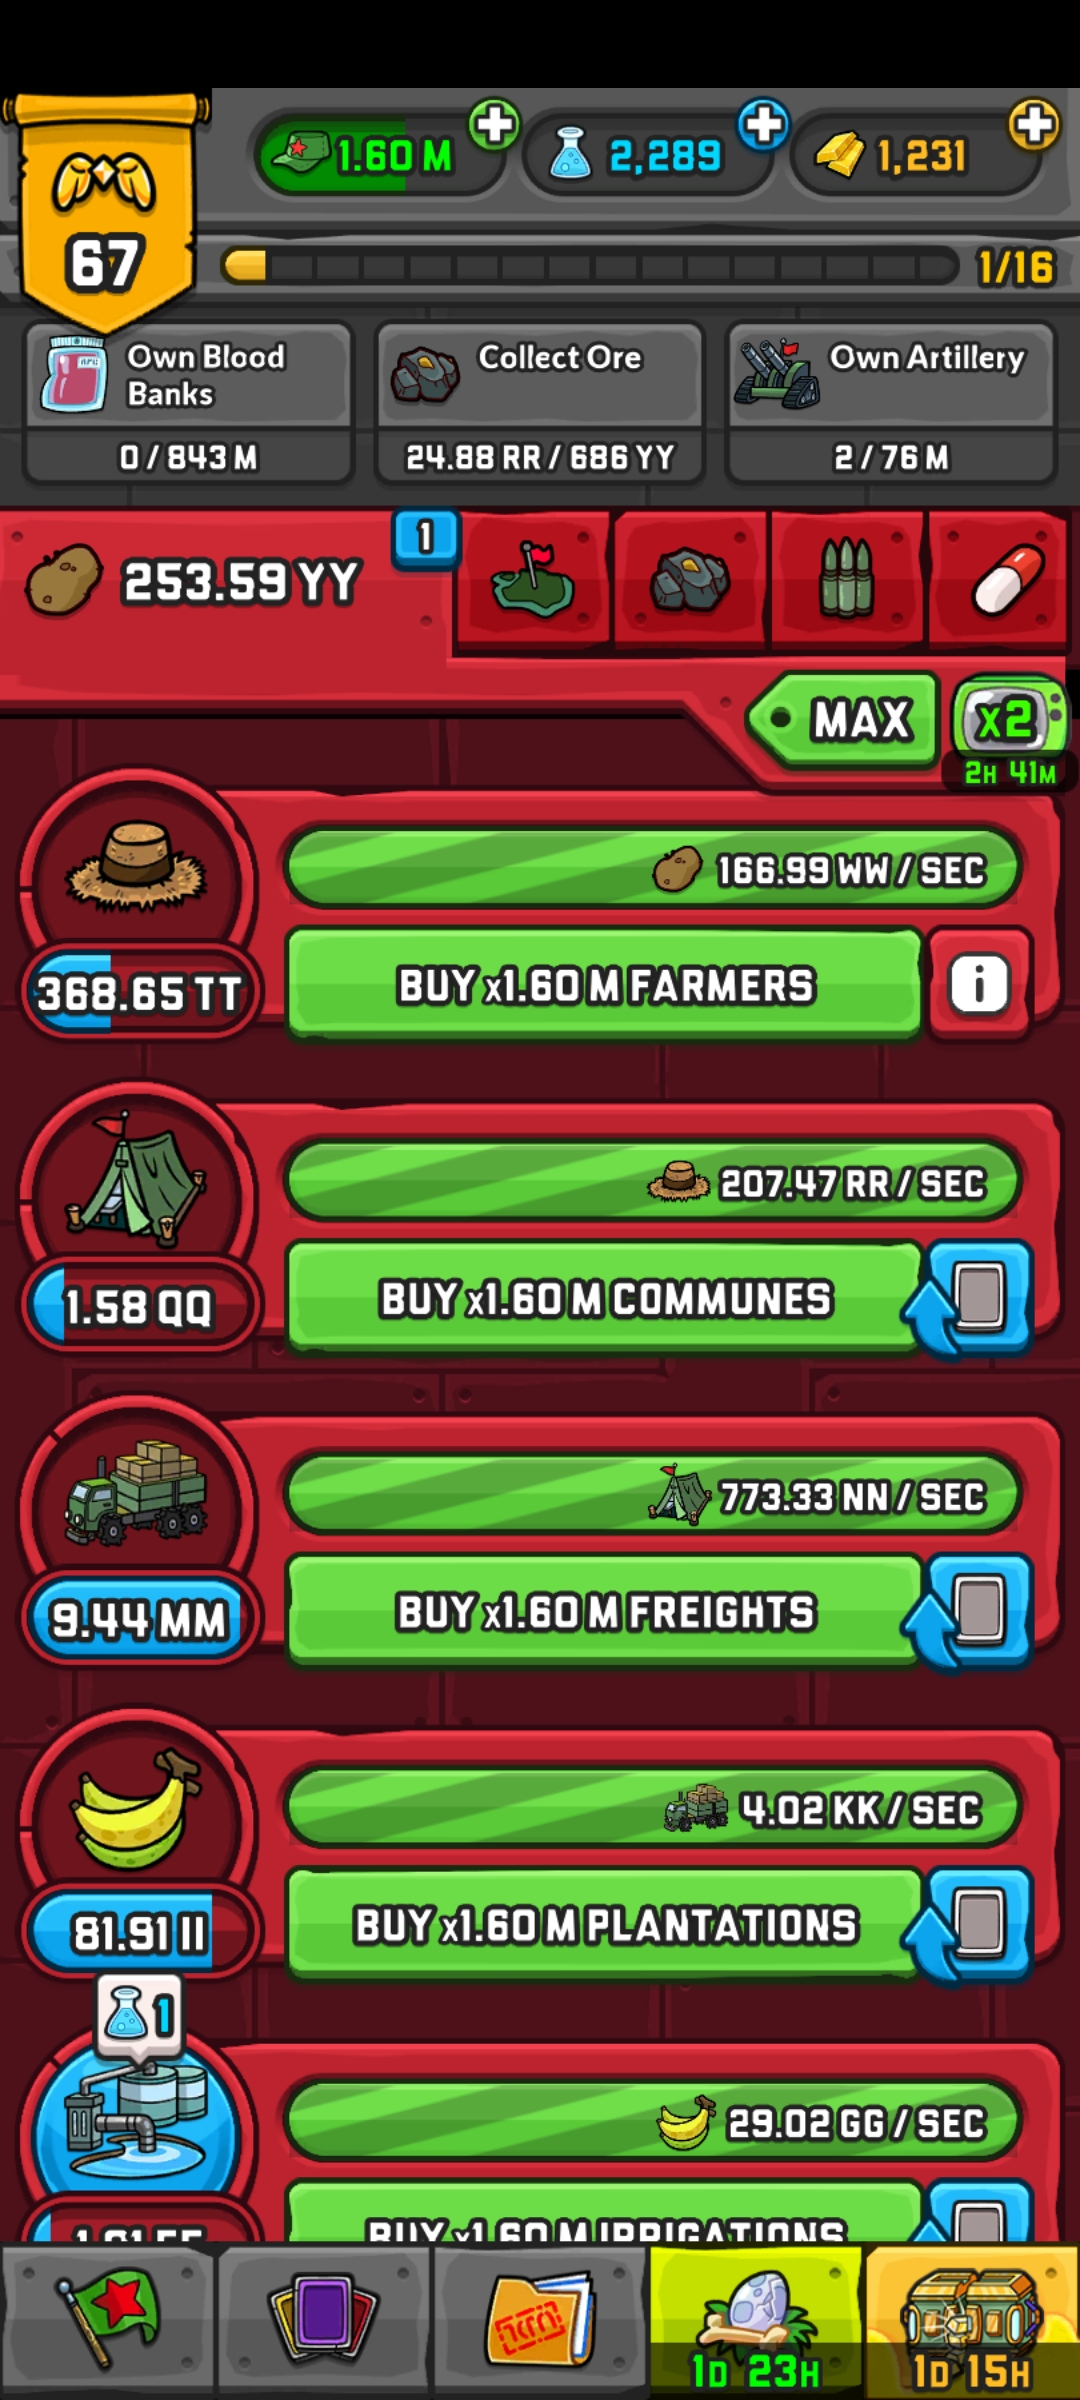 1.60 M
2,289
1,231
67
1/16
Own Blood
Banks
0 / 843 M
Collect Ore
24.88 RR / 686 YY
Own Artillery
2 / 76 M
253.59 YY
1
MAX
x2
2H 41M
166.99 WW / SEC
368.65 TT
BUY x1.60 M FARMERS
i
207.47 RR / SEC
1.58 QQ
BUY x1.60 M COMMUNES
773.33 NN / SEC
9.44 MM
BUY x1.60 M FREIGHTS
4.02 KK / SEC
81.91 II
BUY x1.60 M PLANTATIONS
1
29.02 GG / SEC
BUY x1.60 M IRRIGATIONS
1D 23H
1D 15H